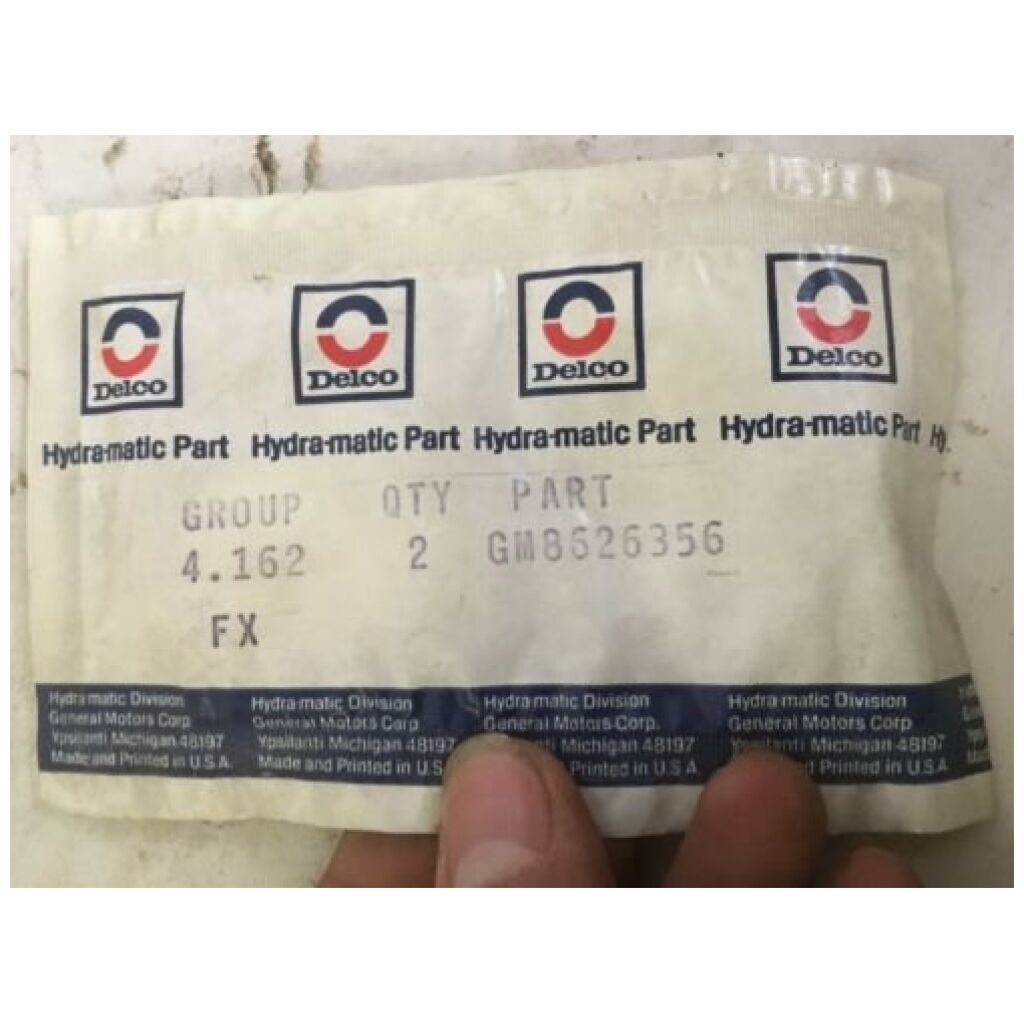 Delco Delco Delco Delco
Hydra-matic Part Hydra-matic Part Hydra-matic Part Hydra-matic Part Hy
GROUP QTY PART
4.162 2 GM8626356
FX
Hydra-matic Division Hydra-matic Division Hydra-matic Division Hydra-matic Division
General Motors Corp. General Motors Corp. General Motors Corp. General Motors Corp
Ypsilanti Michigan 48197 Ypsilanti Michigan 48197 nti Michigan 48197 Ypsilanti Michigan 48197
Made and Printed in U.S.A. Made and Printed in U.S Printed in U.S.A. Printed in U.S.A